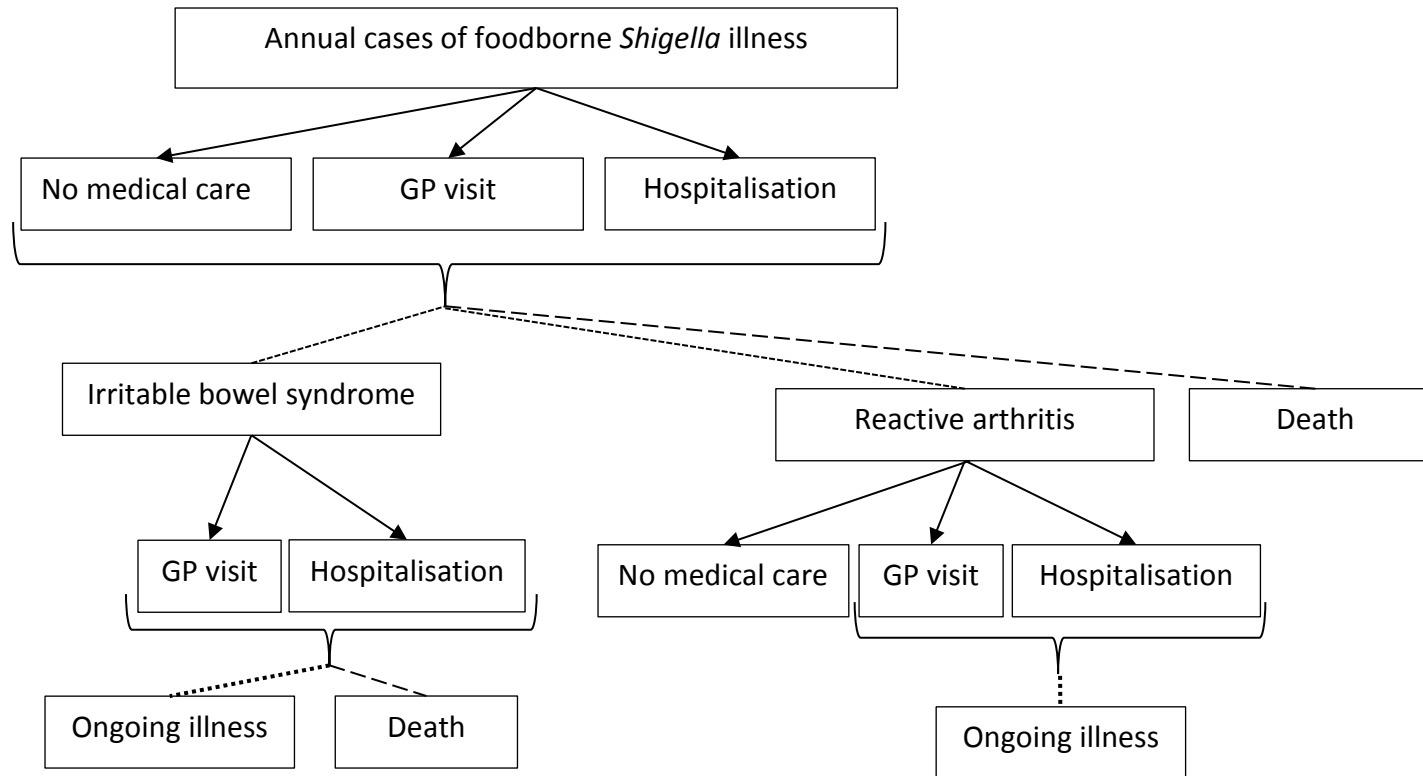 Annual cases of foodborne Shigella illness
No medical care
GP visit
Hospitalisation
Irritable bowel syndrome
Reactive arthritis
Death
GP visit
Hospitalisation
No medical care
GP visit
Hospitalisation
Ongoing illness
Death
Ongoing illness